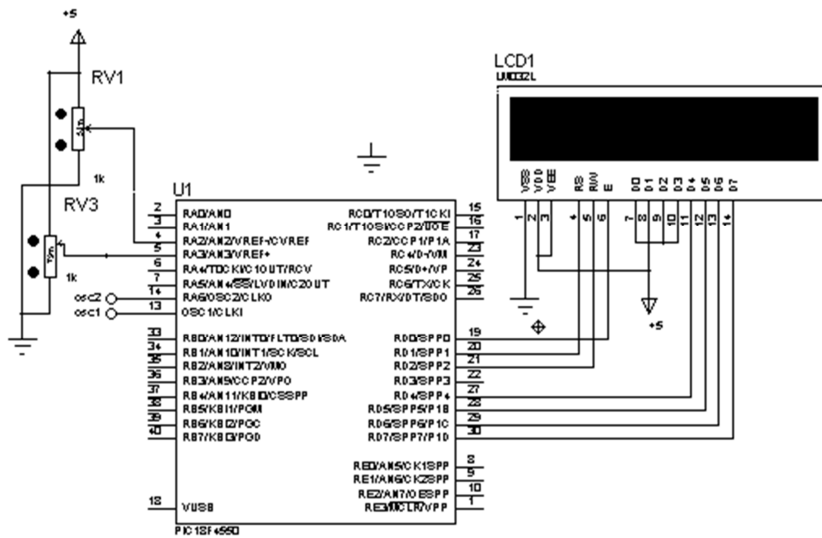 +5
RV1
1k
RV3
1k
osc2
osc1
U1
2 RA0/AN0
3 RA1/AN1
4 RA2/AN2/VREF-/CVREF
5 RA3/AN3/VREF+
6 RA4/T0CKI/C1OUT/RCV
7 RA5/AN4/SS/LVDIN/C2OUT
14 RA6/OSC2/CLKO
13 OSC1/CLKI
33 RB0/AN12/INT0/FLT0/SDI/SDA
34 RB1/AN10/INT1/SCK/SCL
35 RB2/AN8/INT2/VMO
36 RB3/AN9/CCP2/VPO
37 RB4/AN11/KBI0/CSSPP
38 RB5/KBI1/PGM
39 RB6/KBI2/PGC
40 RB7/KBI3/PGD
18 VUSB
RC0/T1OSO/T1CKI 15
RC1/T1OSI/CCP2/UOE 16
RC2/CCP1/P1A 17
RC4/D-/VM 23
RC5/D+/VP 24
RC6/TX/CK 25
RC7/RX/DT/SDO 26
RD0/SPP0 19
RD1/SPP1 20
RD2/SPP2 21
RD3/SPP3 22
RD4/SPP4 27
RD5/SPP5/P1B 28
RD6/SPP6/P1C 29
RD7/SPP7/P1D 30
RE0/AN5/CK1SPP 8
RE1/AN6/CK2SPP 9
RE2/AN7/OESPP 10
RE3/MCLR/VPP 1
PIC18F4550
LCD1
LM032L
VSS VDD VEE RS RW E D0 D1 D2 D3 D4 D5 D6 D7
1 2 3 4 5 6 7 8 9 10 11 12 13 14
+5